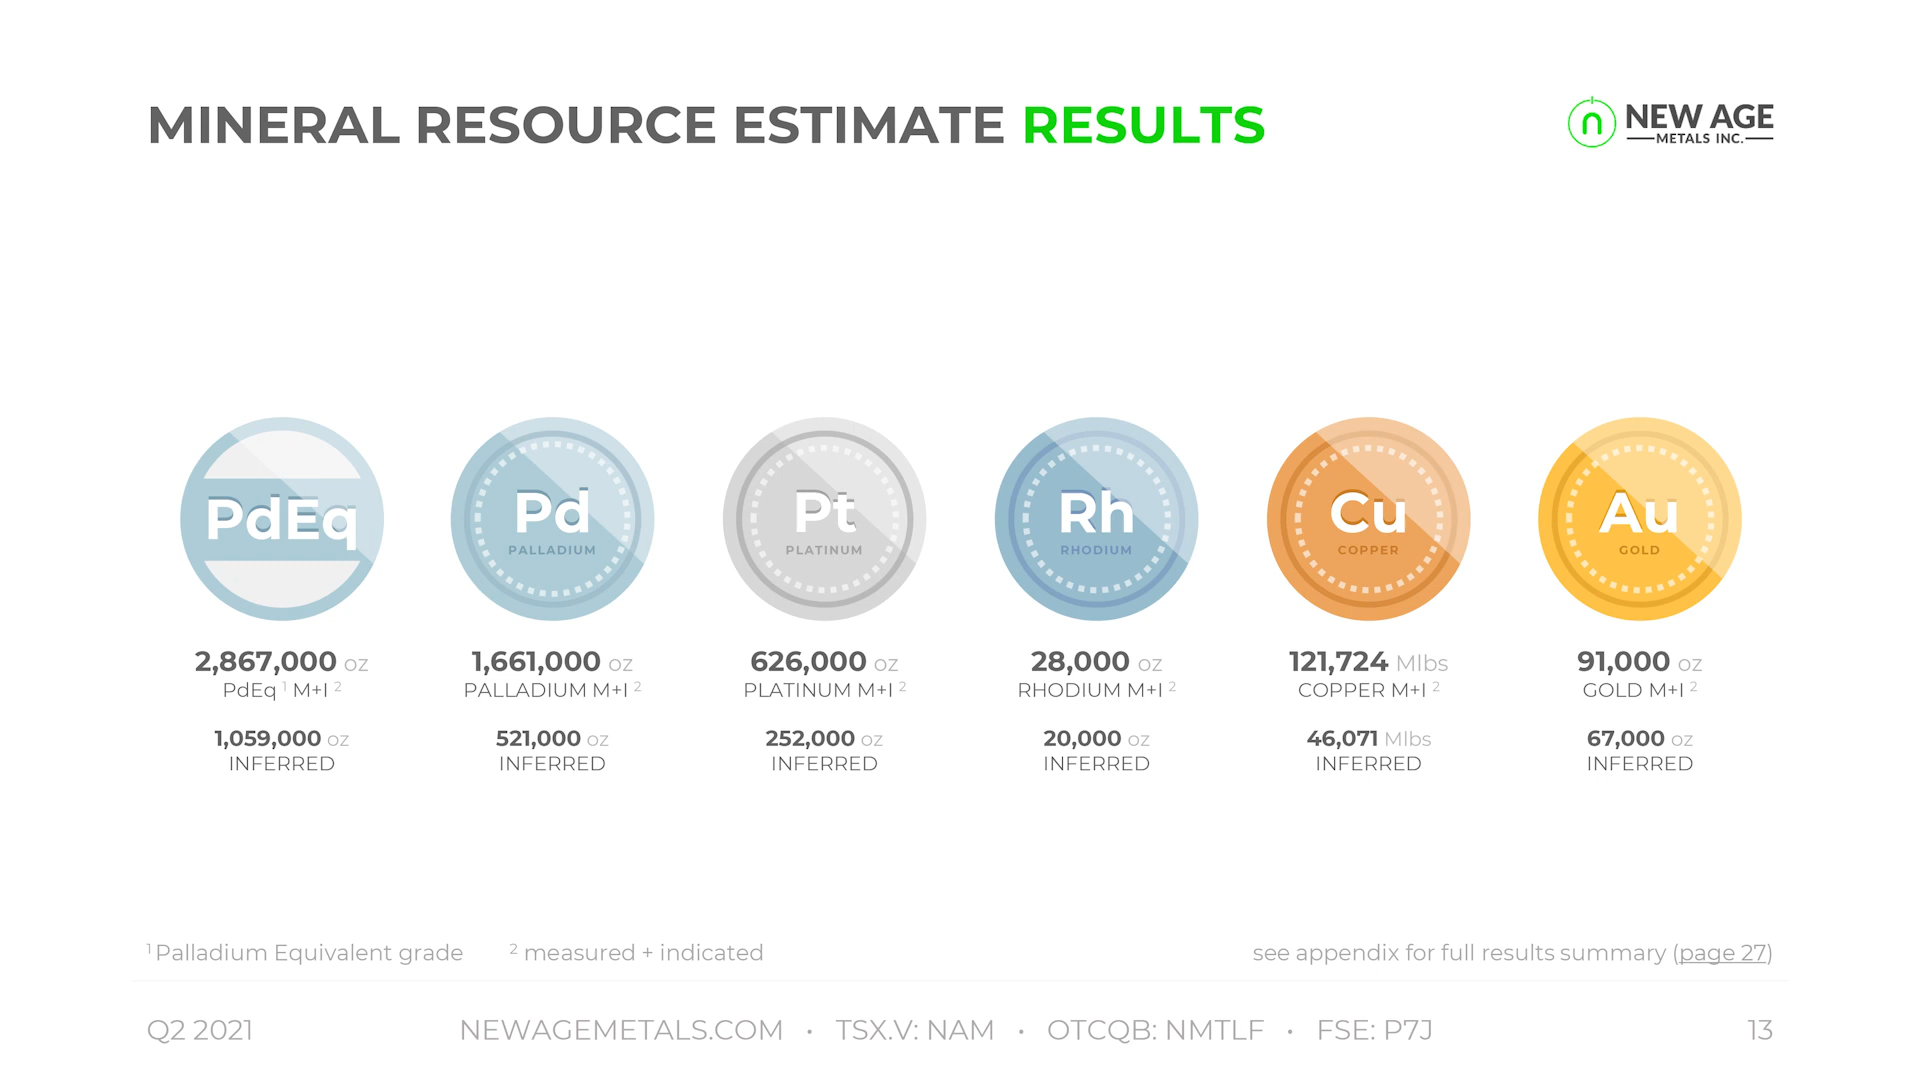 MINERAL RESOURCE ESTIMATE RESULTS
NEW AGE
METALS INC.
PdEq
Pd
PALLADIUM
Pt
PLATINUM
Rh
RHODIUM
Cu
COPPER
Au
GOLD
2,867,000 oz
PdEq ¹ M+I ²
1,059,000 oz
INFERRED
1,661,000 oz
PALLADIUM M+I ²
521,000 oz
INFERRED
626,000 oz
PLATINUM M+I ²
252,000 oz
INFERRED
28,000 oz
RHODIUM M+I ²
20,000 oz
INFERRED
121,724 Mlbs
COPPER M+I ²
46,071 Mlbs
INFERRED
91,000 oz
GOLD M+I ²
67,000 oz
INFERRED
¹ Palladium Equivalent grade ² measured + indicated
see appendix for full results summary (page 27)
Q2 2021 NEWAGEMETALS.COM • TSX.V: NAM • OTCQB: NMTLF • FSE: P7J 13